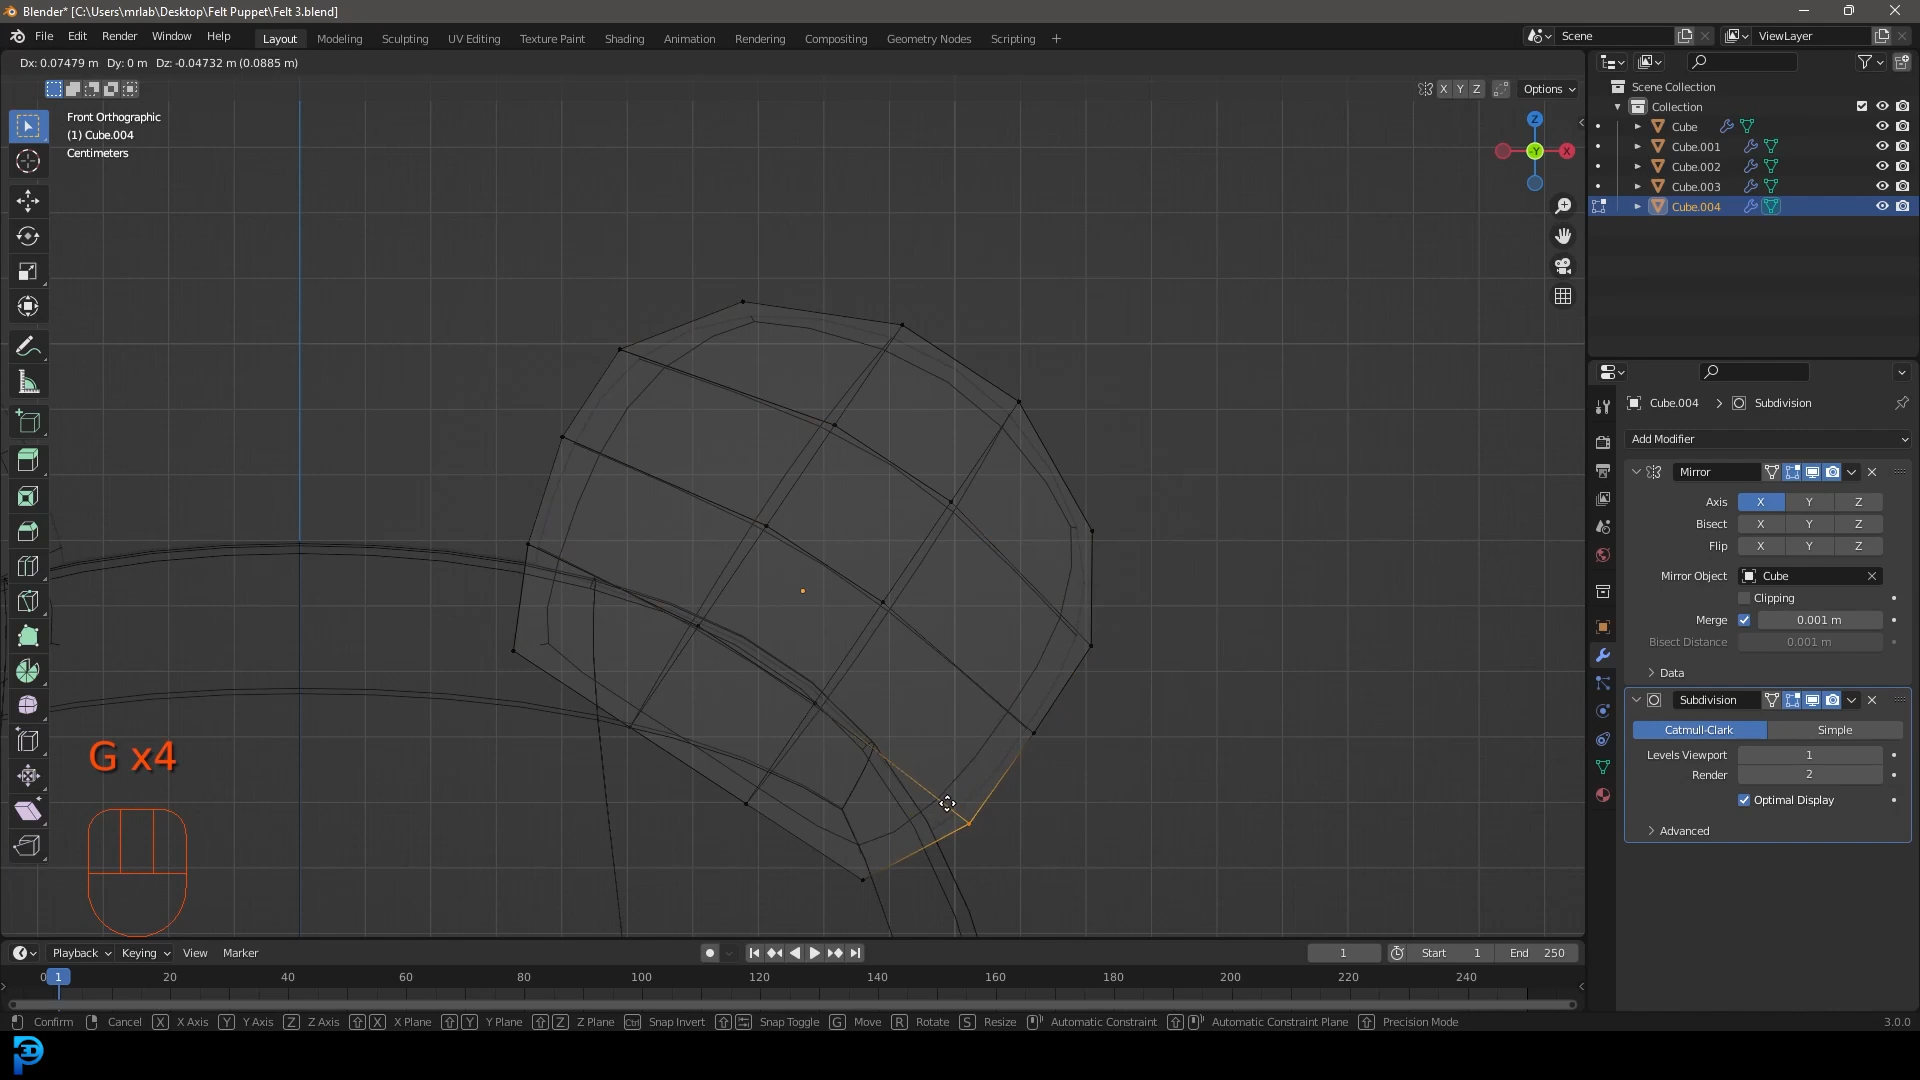 Blender* [C:\Users\mrlab\Desktop\Felt Puppet\Felt 3.blend]
File Edit Render Window Help Layout Modeling Sculpting UV Editing Texture Paint Shading Animation Rendering Compositing Geometry Nodes Scripting + Scene ViewLayer
Dx: 0.07479 m Dy: 0 m Dz: -0.04732 m (0.0885 m)
X Y Z Options
Front Orthographic
(1) Cube.004
Centimeters
Z
-Y X
Scene Collection
Collection
Cube
Cube.001
Cube.002
Cube.003
Cube.004
Cube.004 > Subdivision
Add Modifier
Mirror
Axis X Y Z
Bisect X Y Z
Flip X Y Z
Mirror Object Cube
Clipping
Merge 0.001 m
Bisect Distance 0.001 m
Data
Subdivision
Catmull-Clark Simple
Levels Viewport 1
Render 2
Optimal Display
Advanced
G x4
Playback Keying View Marker 1 Start 1 End 250
0 1 20 40 60 80 100 120 140 160 180 200 220 240
Confirm Cancel X X Axis Y Y Axis Z Z Axis X X Plane Y Y Plane Z Z Plane Ctrl Snap Invert Snap Toggle G Move R Rotate S Resize Automatic Constraint Automatic Constraint Plane Precision Mode 3.0.0
3D